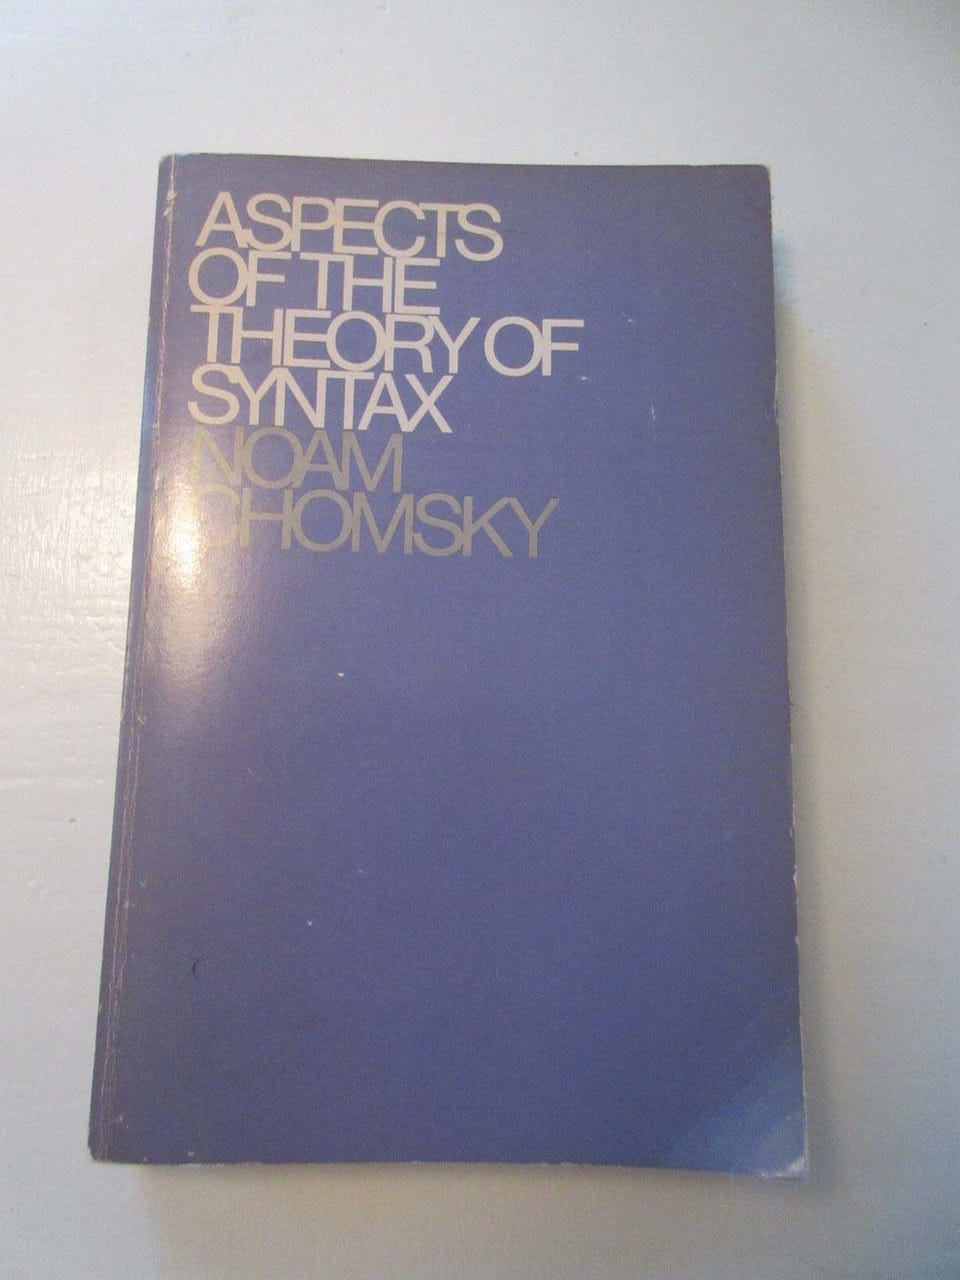 ASPECTS
OF THE
THEORY OF
SYNTAX
NOAM
CHOMSKY